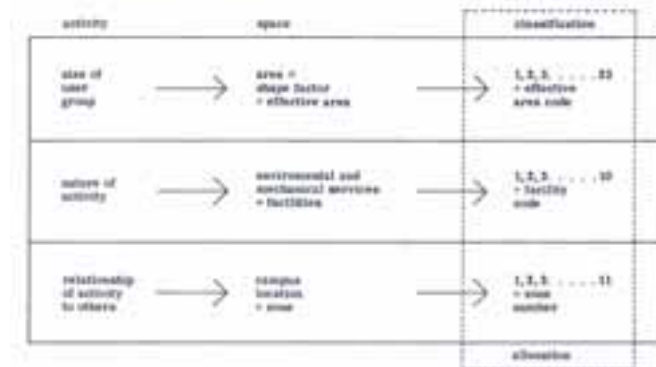 activity space classification
size of
user
group
area ×
shape factor
= effective area
1, 2, 3. . . . . . 23
= effective
area code
nature of
activity
environmental and
mechanical services
= facilities
1, 2, 3. . . . . . 10
= facility
code
relationship
of activity
to others
campus
location
= zone
1, 2, 3. . . . . . 11
= zone
number
allocation